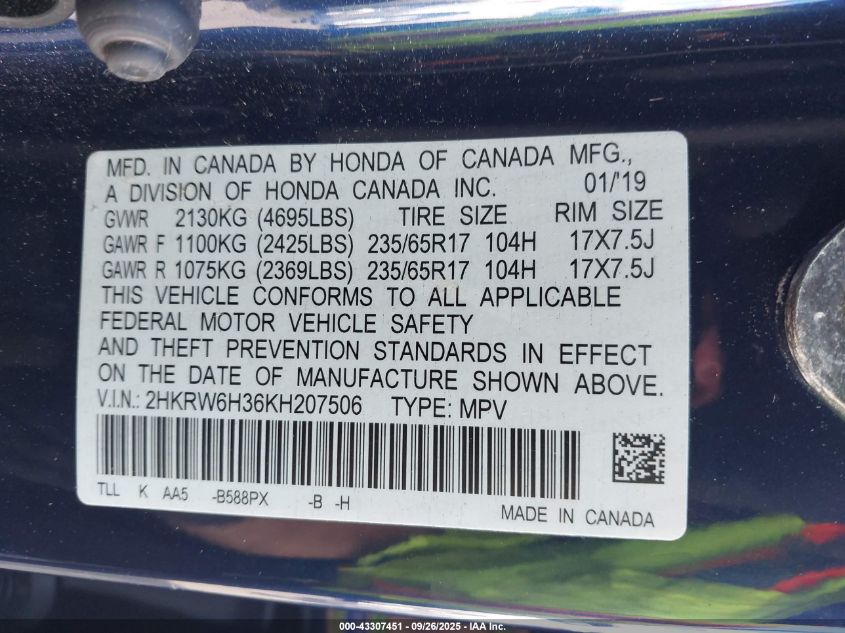 MFD. IN CANADA BY HONDA OF CANADA MFG.,
A DIVISION OF HONDA CANADA INC. 01/'19
GVWR 2130KG (4695LBS) TIRE SIZE RIM SIZE
GAWR F 1100KG (2425LBS) 235/65R17 104H 17X7.5J
GAWR R 1075KG (2369LBS) 235/65R17 104H 17X7.5J
THIS VEHICLE CONFORMS TO ALL APPLICABLE
FEDERAL MOTOR VEHICLE SAFETY
AND THEFT PREVENTION STANDARDS IN EFFECT
ON THE DATE OF MANUFACTURE SHOWN ABOVE.
V.I.N.: 2HKRW6H36KH207506 TYPE: MPV
TLL K AA5 -B588PX -B -H
MADE IN CANADA
000-43307451 - 09/26/2025 - IAA Inc.